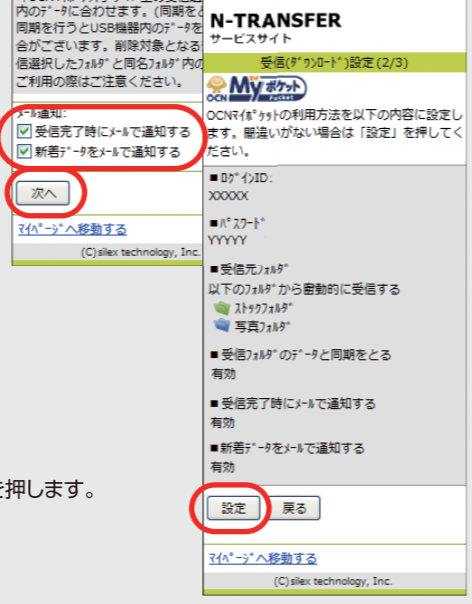 内のﾃﾞｰﾀに合わせます。(同期を
同期を行うとUSB機器内のﾃﾞｰﾀを
合がございます。削除対象となる
信選択したﾌｫﾙﾀﾞと同名ﾌｫﾙﾀﾞ内の
ご利用の際はご注意ください。
ﾒｰﾙ通知:
受信完了時にﾒｰﾙで通知する
新着ﾃﾞｰﾀをﾒｰﾙで通知する
次へ
ﾏｲﾍﾟｰｼﾞへ移動する
(C)silex technology, Inc.
を押します。
N-TRANSFER
サービスサイト
受信(ﾀﾞｳﾝﾛｰﾄﾞ)設定(2/3)
OCN Myポケット Pocket
OCNﾏｲﾎﾟｹｯﾄの利用方法を以下の内容に設定し
ます。間違いがない場合は「設定」を押してく
ださい。
■ﾛｸﾞｲﾝID:
XXXXX
■ﾊﾟｽﾜｰﾄﾞ
YYYYY
■受信元ﾌｫﾙﾀﾞ
以下のﾌｫﾙﾀﾞから自動的に受信する
ｽﾄｯｸﾌｫﾙﾀﾞ
写真ﾌｫﾙﾀﾞ
■受信ﾌｫﾙﾀﾞのﾃﾞｰﾀと同期をとる
有効
■受信完了時にﾒｰﾙで通知する
有効
■新着ﾃﾞｰﾀをﾒｰﾙで通知する
有効
設定 戻る
ﾏｲﾍﾟｰｼﾞへ移動する
(C)silex technology, Inc.